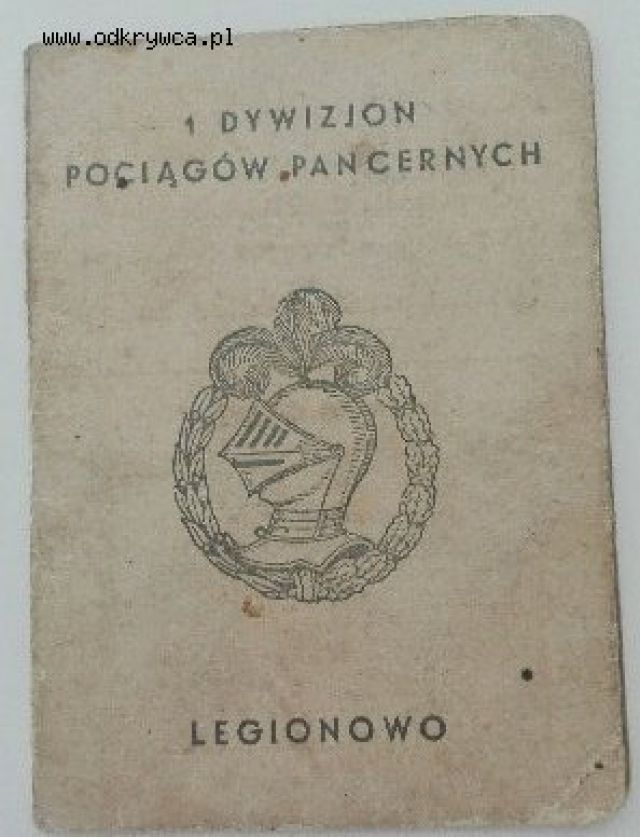 www.odkrywca.pl
1 DYWIZJON
POCIĄGÓW PANCERNYCH
LEGIONOWO